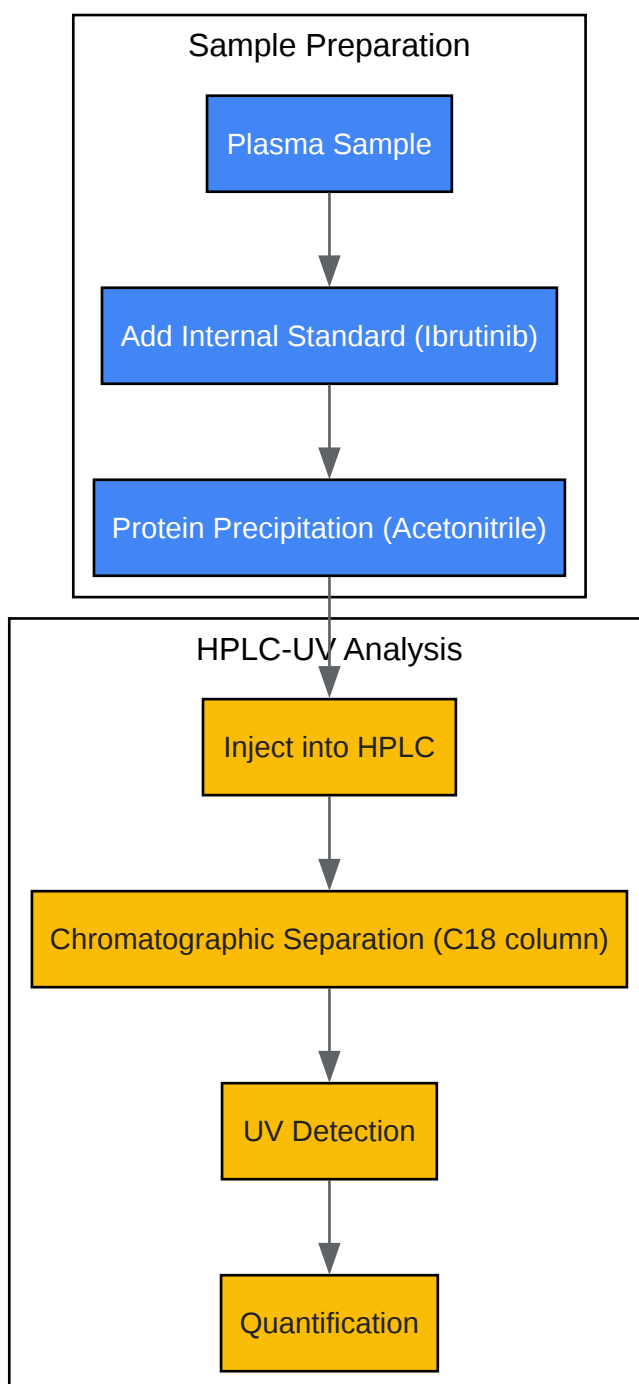 Sample Preparation
Plasma Sample
Add Internal Standard (Ibrutinib)
Protein Precipitation (Acetonitrile)
HPLC-UV Analysis
Inject into HPLC
Chromatographic Separation (C18 column)
UV Detection
Quantification